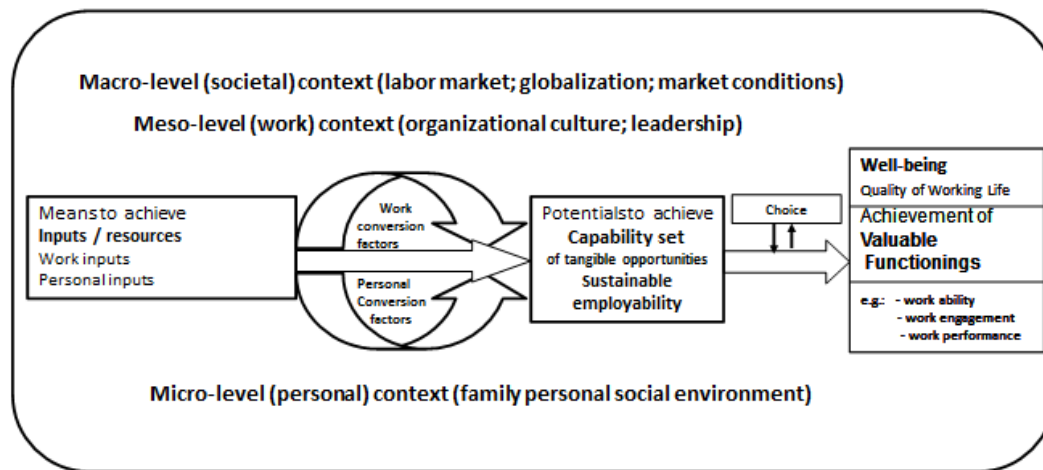 Macro-level (societal) context (labor market; globalization; market conditions)
Meso-level (work) context (organizational culture; leadership)
Means to achieve
Inputs / resources
Work inputs
Personal inputs
Work
conversion
factors
Personal
Conversion
factors
Potentialsto achieve
Capability set
of tangible opportunities
Sustainable
employability
Choice
Well-being
Quality of Working Life
Achievement of
Valuable
Functionings
e.g.: - work ability
- work engagement
- work performance
Micro-level (personal) context (family personal social environment)